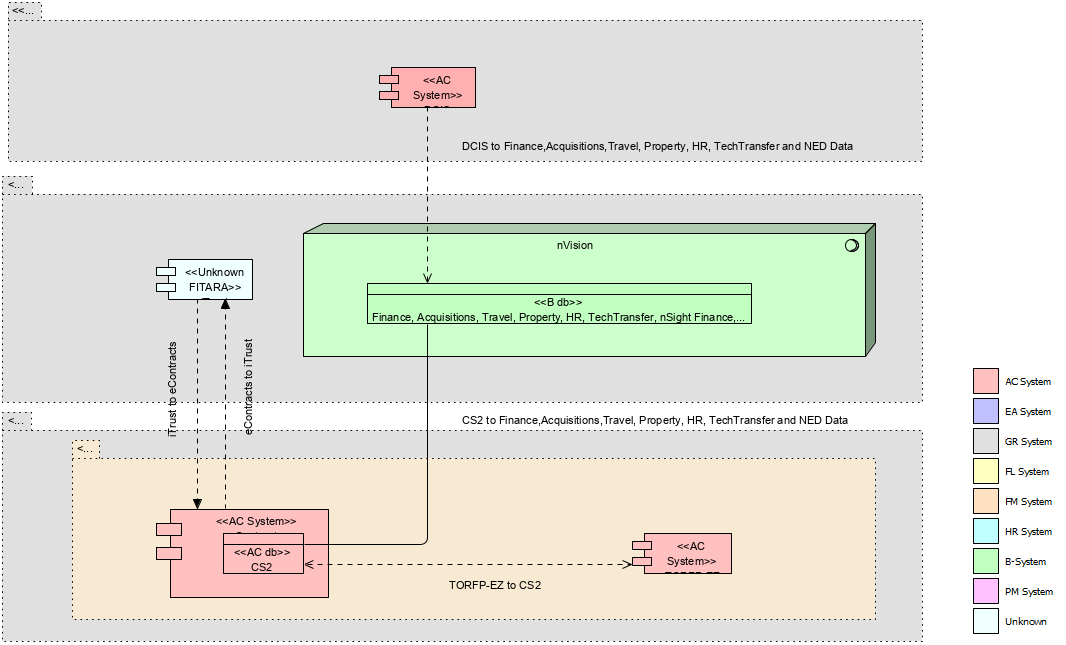 <<...
<<AC
System>>
DCIS to Finance,Acquisitions,Travel, Property, HR, TechTransfer and NED Data
<...
nVision
<<Unknown
FITARA>>
<<B db>>
Finance, Acquisitions, Travel, Property, HR, TechTransfer, nSight Finance,...
iTrust to eContracts
eContracts to iTrust
<...
CS2 to Finance,Acquisitions,Travel, Property, HR, TechTransfer and NED Data
<...
<<AC System>>
<<AC db>>
CS2
<<AC
System>>
TORFP-EZ to CS2
AC System
EA System
GR System
FL System
FM System
HR System
B-System
PM System
Unknown